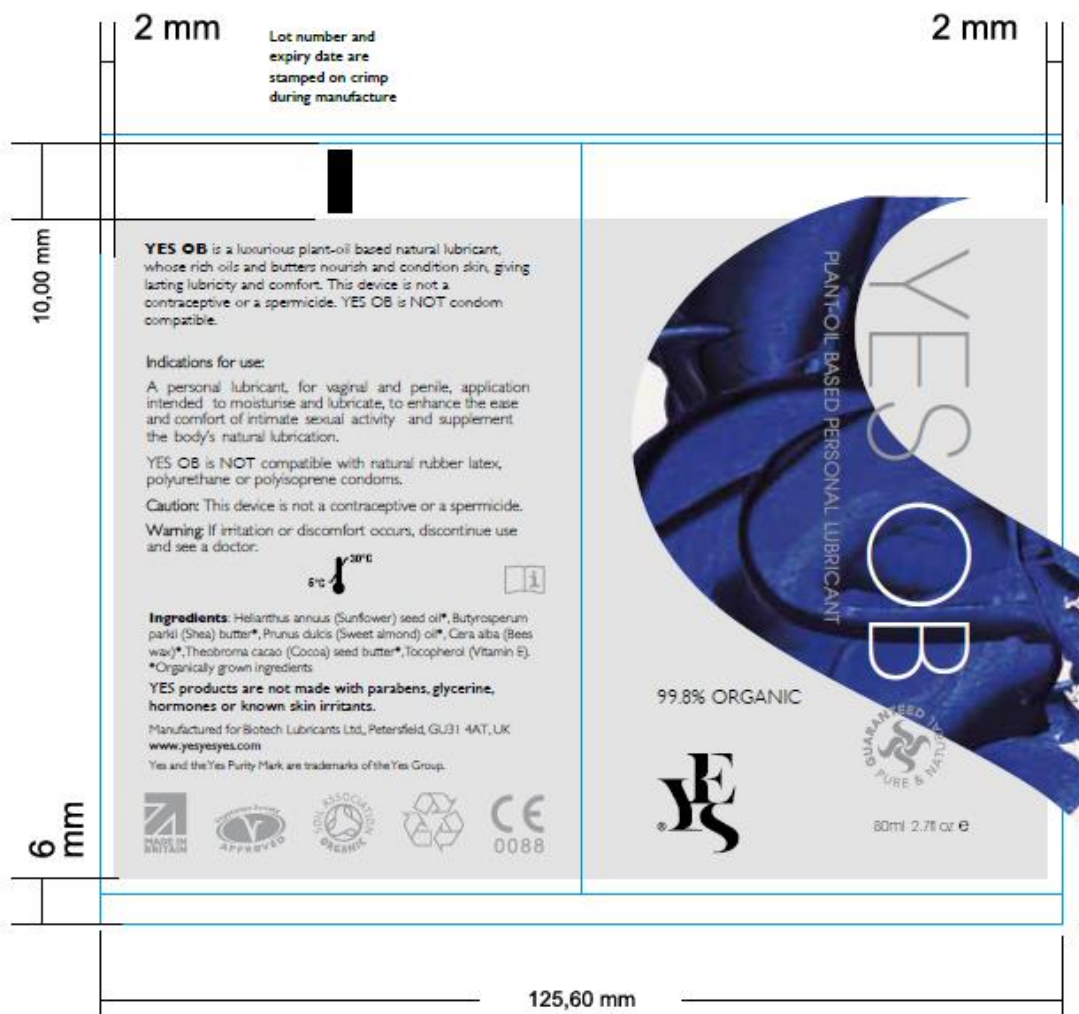 2 mm
2 mm
Lot number and
expiry date are
stamped on crimp
during manufacture
10,00 mm
YES OB is a luxurious plant-oil based natural lubricant,
whose rich oils and butters nourish and condition skin, giving
lasting lubricity and comfort. This device is not a
contraceptive or a spermicide. YES OB is NOT condom
compatible.
Indications for use:
A personal lubricant, for vaginal and penile, application
intended to moisturise and lubricate, to enhance the ease
and comfort of intimate sexual activity and supplement
the body's natural lubrication.
YES OB is NOT compatible with natural rubber latex,
polyurethane or polyisoprene condoms.
Caution: This device is not a contraceptive or a spermicide.
Warning: If irritation or discomfort occurs, discontinue use
and see a doctor.
30°C
5°C
i
Ingredients: Helianthus annuus (Sunflower) seed oil*, Butyrosperum
parkii (Shea) butter*, Prunus dulcis (Sweet almond) oil*, Cera alba (Bees
wax)*, Theobroma cacao (Cocoa) seed butter*, Tocopherol (Vitamin E).
*Organically grown ingredients
YES products are not made with parabens, glycerine,
hormones or known skin irritants.
Manufactured for Biotech Lubricants Ltd., Petersfield, GU31 4AT, UK
www.yesyesyes.com
Yes and the Yes Purity Mark are trademarks of the Yes Group.
MADE IN
BRITAIN
Vegetarian Society
APPROVED
SOIL ASSOCIATION
ORGANIC
CE
0088
YES OB
PLANT-OIL BASED PERSONAL LUBRICANT
99.8% ORGANIC
GUARANTEED
PURE & NATURAL
YES
®
80ml 2.7fl oz e
6
mm
125,60 mm